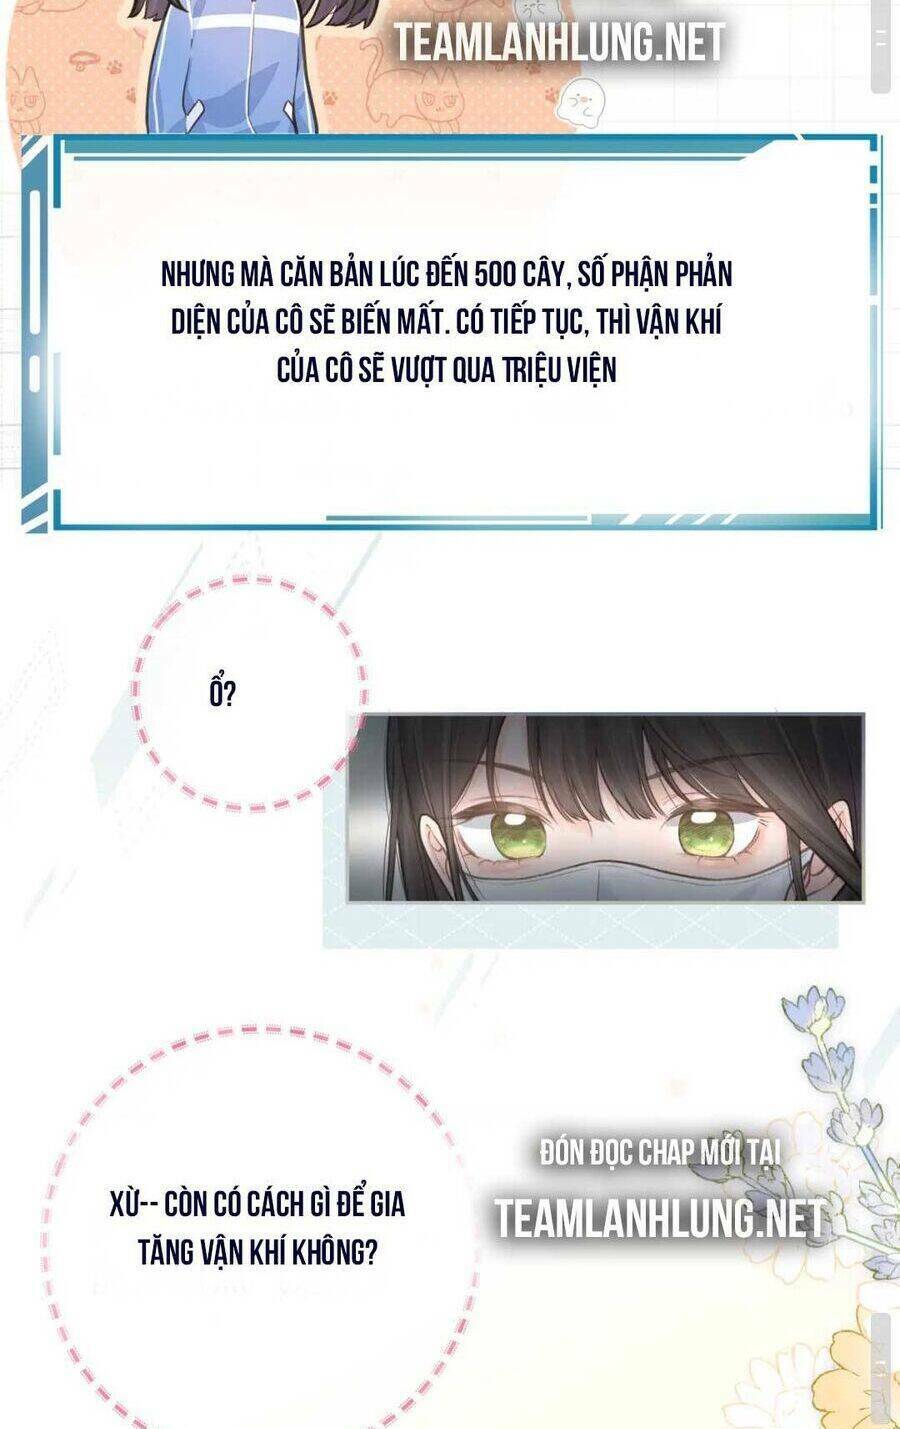 TEAMLANHLUNG.NET
NHƯNG MÀ CĂN BẢN LÚC ĐẾN 500 CÂY, SỐ PHẬN PHẢN
DIỆN CỦA CÔ SẼ BIẾN MẤT. CÓ TIẾP TỤC, THÌ VẬN KHÍ
CỦA CÔ SẼ VƯỢT QUA TRIỆU VIỆN
Ổ?
ĐÓN ĐỌC CHAP MỚI TẠI
TEAMLANHLUNG.NET
XỪ-- CÒN CÓ CÁCH GÌ ĐỂ GIA
TĂNG VẬN KHÍ KHÔNG?